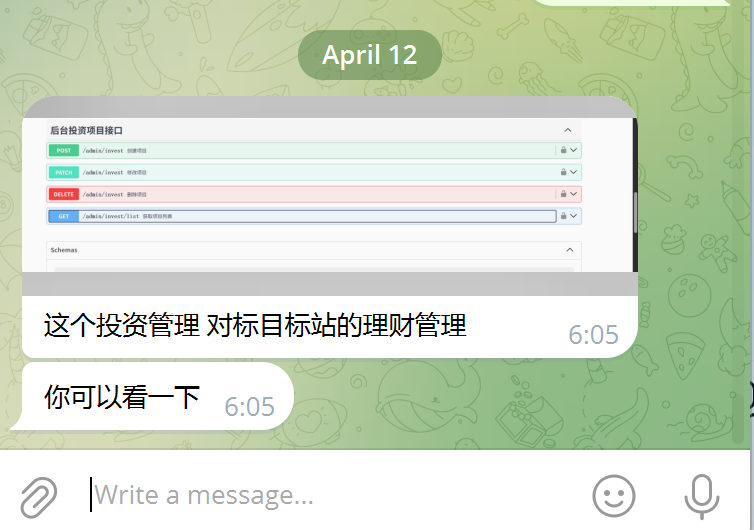 April 12
后台投资项目接口
POST /admin/invest 创建项目
PATCH /admin/invest 修改项目
DELETE /admin/invest 删除项目
GET /admin/invest/list 获取项目列表
Schemas
这个投资管理 对标目标站的理财管理 6:05
你可以看一下 6:05
Write a message...